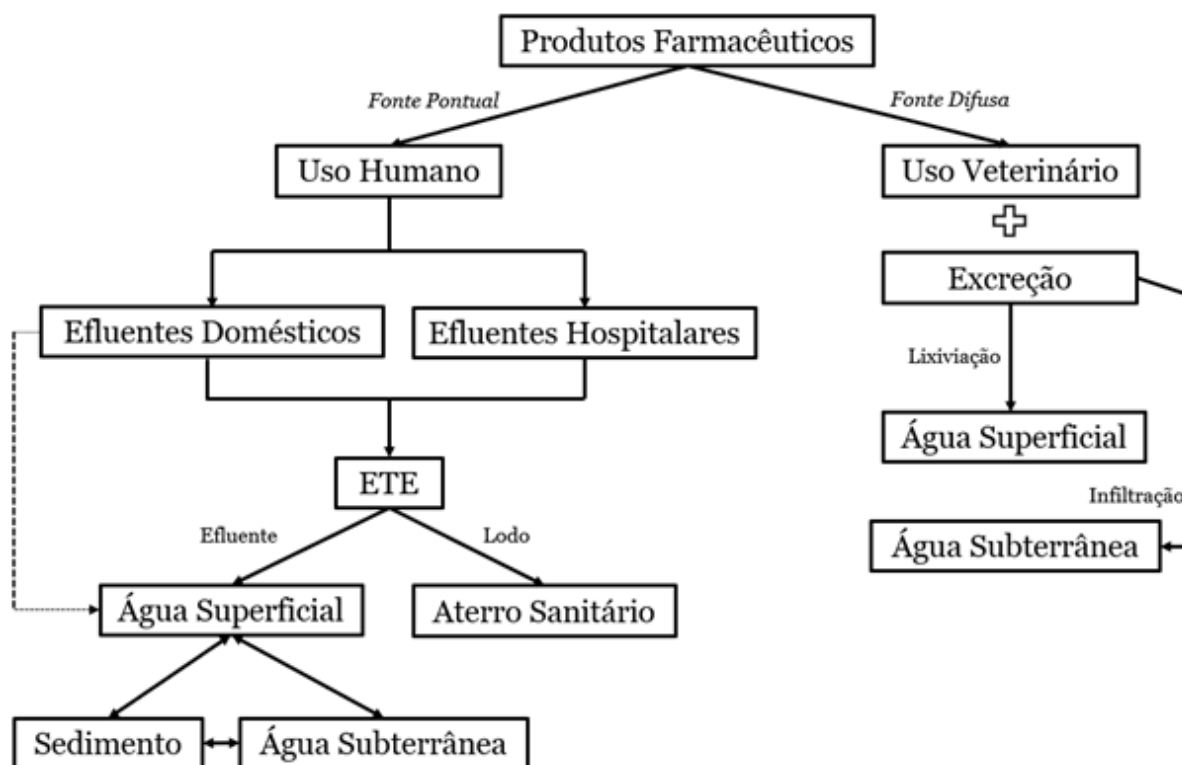 Produtos Farmacêuticos
Fonte Pontual
Fonte Difusa
Uso Humano
Uso Veterinário
Excreção
Efluentes Domésticos
Efluentes Hospitalares
Lixiviação
Água Superficial
ETE
Infiltração
Efluente
Lodo
Água Subterrânea
Água Superficial
Aterro Sanitário
Sedimento
Água Subterrânea